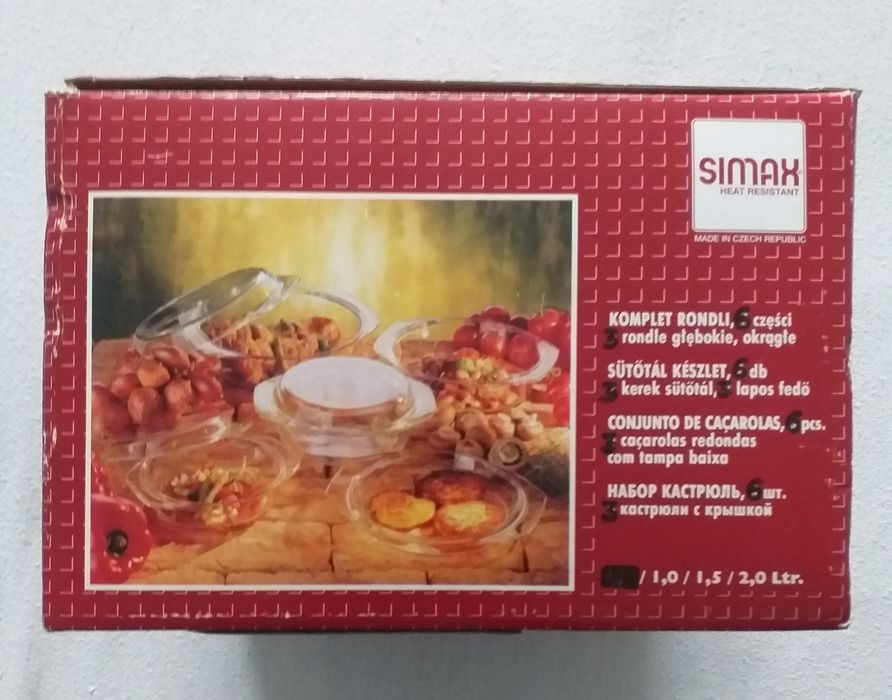 SIMAX
HEAT RESISTANT
MADE IN CZECH REPUBLIC
KOMPLET RONDLI, 6 części
3 rondle głębokie, okrągłe
SÜTŐTÁL KÉSZLET, 6 db
3 kerek sütőtál, 3 lapos fedő
CONJUNTO DE CAÇAROLAS, 6 pcs.
3 caçarolas redondas
com tampa baixa
НАБОР КАСТРЮЛЬ, 6 шт.
3 кастрюли с крышкой
/ 1,0 / 1,5 / 2,0 Ltr.